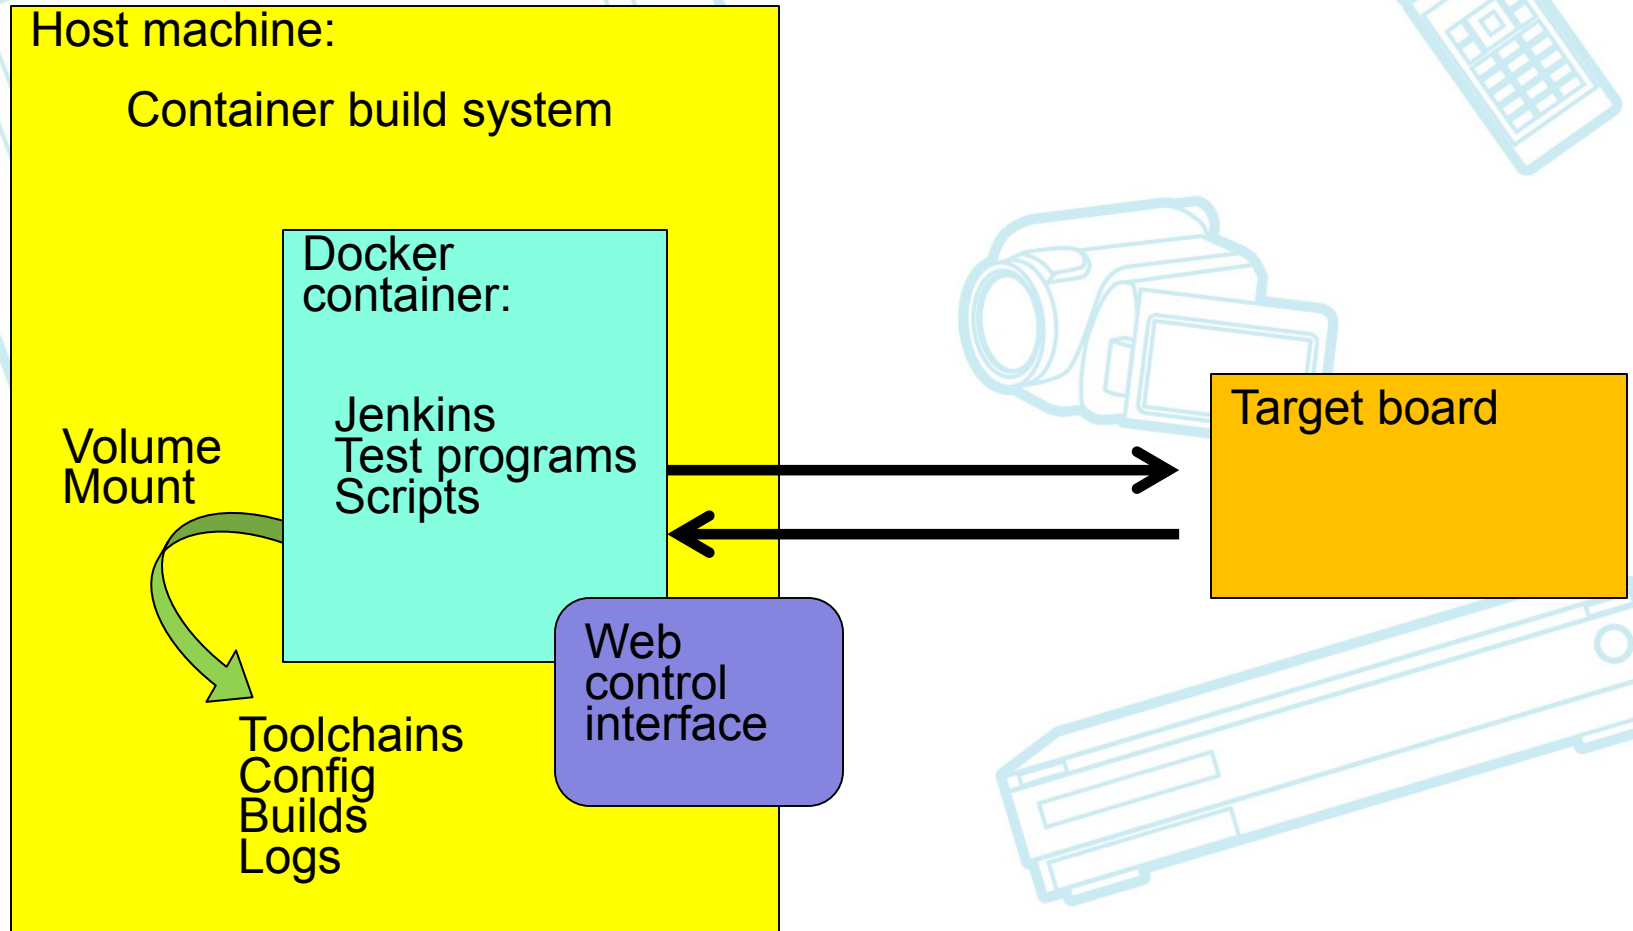 Host machine:
Container build system
Docker
container:
Jenkins
Test programs
Scripts
Volume
Mount
Toolchains
Config
Builds
Logs
Web
control
interface
Target board